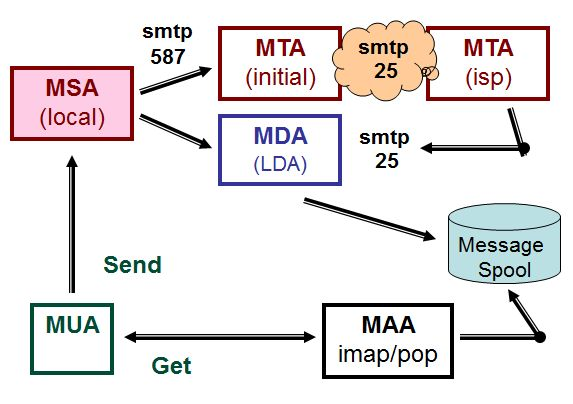 smtp
587
MTA
(initial)
smtp
25
MTA
(isp)
MSA
(local)
MDA
(LDA)
smtp
25
Message
Spool
Send
MUA
Get
MAA
imap/pop